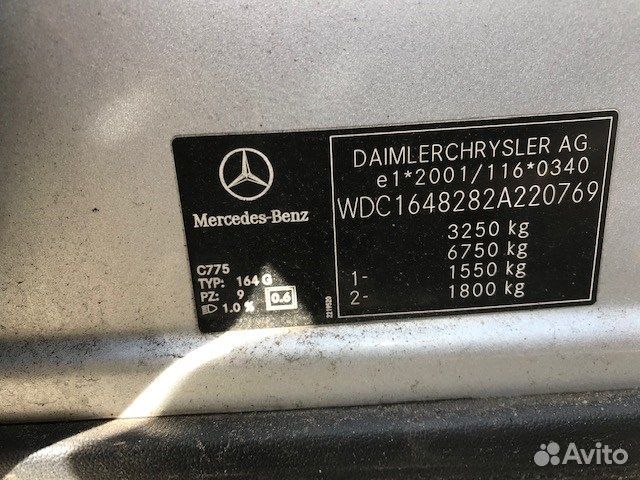 DAIMLERCHRYSLER AG
e1*2001/116*0340
WDC1648282A220769
3250 kg
6750 kg
1- 1550 kg
2- 1800 kg
Mercedes-Benz
C775
TYP: 164 G
PZ: 9
1.0 %
0.6
2219520
Avito